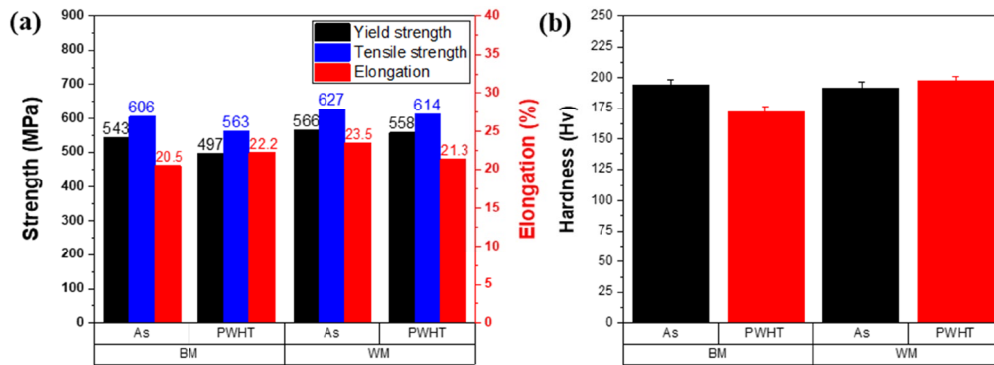 (a)
Strength (MPa)
900
800
700
600
500
400
300
200
100
0
Yield strength
Tensile strength
Elongation
543
606
20.5
497
563
22.2
566
627
23.5
558
614
21.3
40
35
30
25
20
15
10
5
0
Elongation (%)
As
PWHT
As
PWHT
BM
WM
(b)
Hardness (Hv)
250
225
200
175
150
125
100
75
50
25
0
As
PWHT
As
PWHT
BM
WM